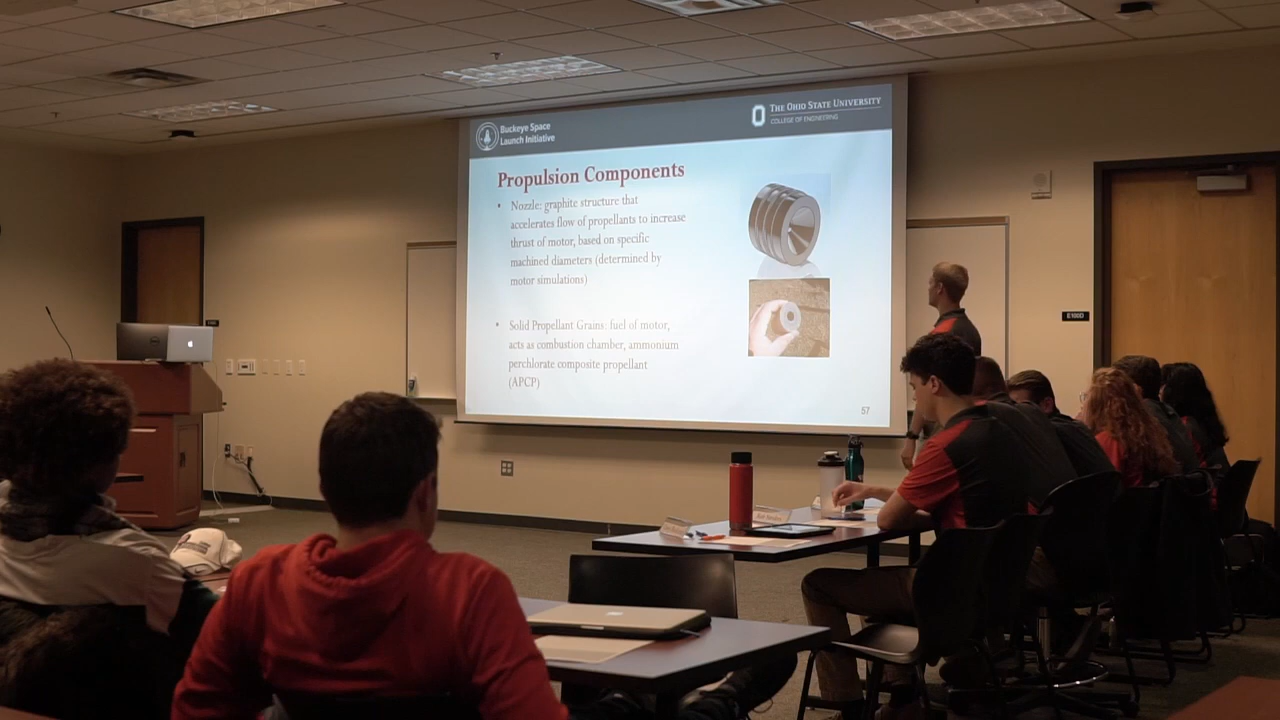 Buckeye Space
Launch Initiative
THE OHIO STATE UNIVERSITY
COLLEGE OF ENGINEERING
Propulsion Components
• Nozzle: graphite structure that
accelerates flow of propellants to increase
thrust of motor, based on specific
machined diameters (determined by
motor simulations)
• Solid Propellant Grains: fuel of motor,
acts as combustion chamber, ammonium
perchlorate composite propellant
(APCP)
57
E100D